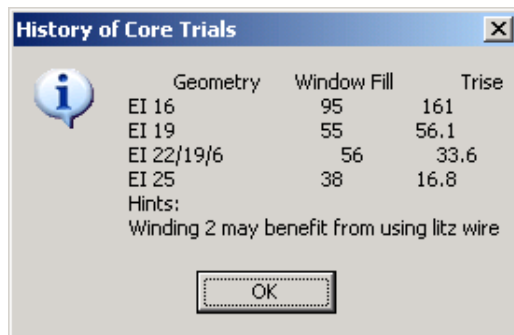 History of Core Trials
Geometry Window Fill Trise
EI 16 95 161
EI 19 55 56.1
EI 22/19/6 56 33.6
EI 25 38 16.8
Hints:
Winding 2 may benefit from using litz wire
OK